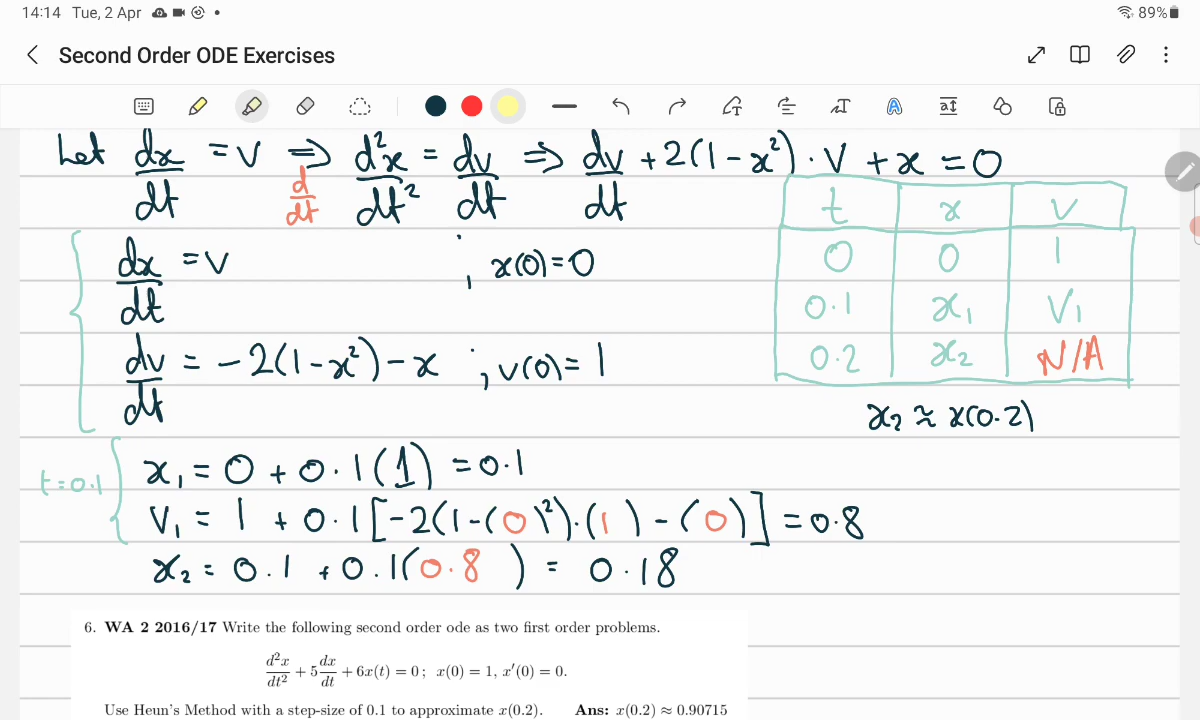 14:14 Tue, 2 Apr 89%
Second Order ODE Exercises
Let dx/dt = v ⇒ d/dt d²x/dt² = dv/dt ⇒ dv/dt + 2(1-x²)·v + x = 0
t x v
dx/dt = v ; x(0)=0
0 0 1
0.1 x₁ v₁
dv/dt = -2(1-x²)-x ; v(0)=1
0.2 x₂ N/A
x₂ ≈ x(0.2)
t=0.1
x₁ = 0 + 0.1(1) = 0.1
v₁ = 1 + 0.1[-2(1-(0)²)·(1)-(0)] = 0.8
x₂ = 0.1 + 0.1(0.8) = 0.18
6. WA 2 2016/17 Write the following second order ode as two first order problems.
d²x/dt² + 5 dx/dt + 6x(t) = 0; x(0) = 1, x′(0) = 0.
Use Heun's Method with a step-size of 0.1 to approximate x(0.2). Ans: x(0.2) ≈ 0.90715